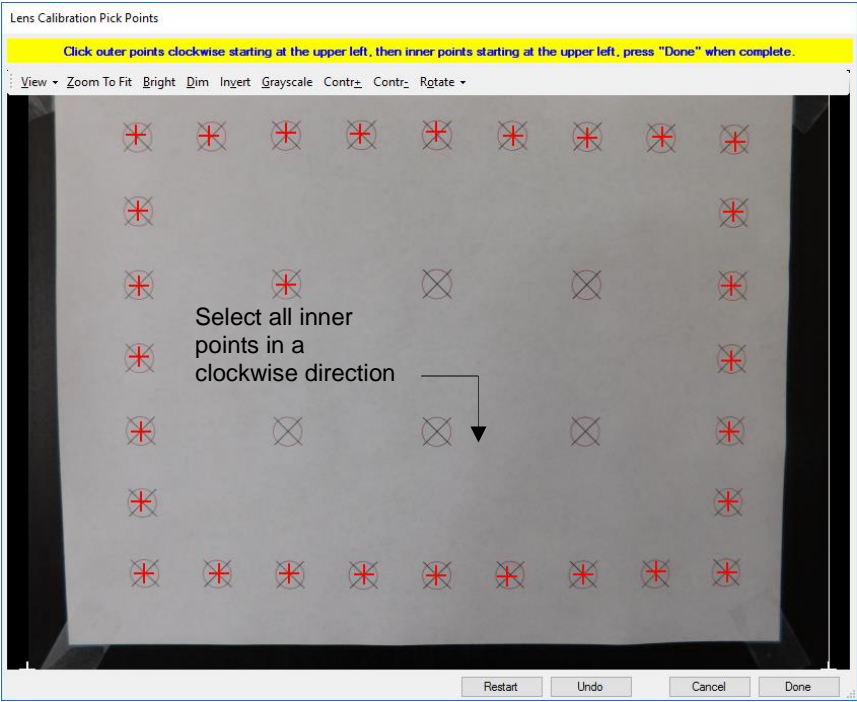 Lens Calibration Pick Points
Click outer points clockwise starting at the upper left, then inner points starting at the upper left, press "Done" when complete.
View Zoom To Fit Bright Dim Invert Grayscale Contr+ Contr- Rotate
Select all inner
points in a
clockwise direction
Restart Undo Cancel Done